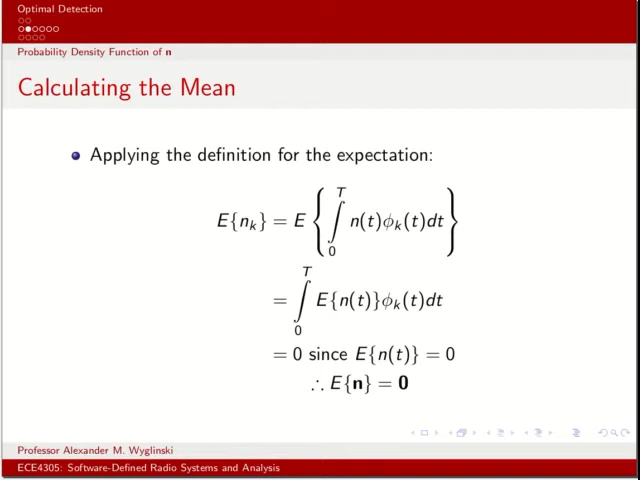 Optimal Detection
Probability Density Function of n
Calculating the Mean
Applying the definition for the expectation:
E{n_k} = E { ∫_0^T n(t)ϕ_k(t)dt }
= ∫_0^T E{n(t)}ϕ_k(t)dt
= 0 since E{n(t)} = 0
∴ E{n} = 0
Professor Alexander M. Wyglinski
ECE4305: Software-Defined Radio Systems and Analysis